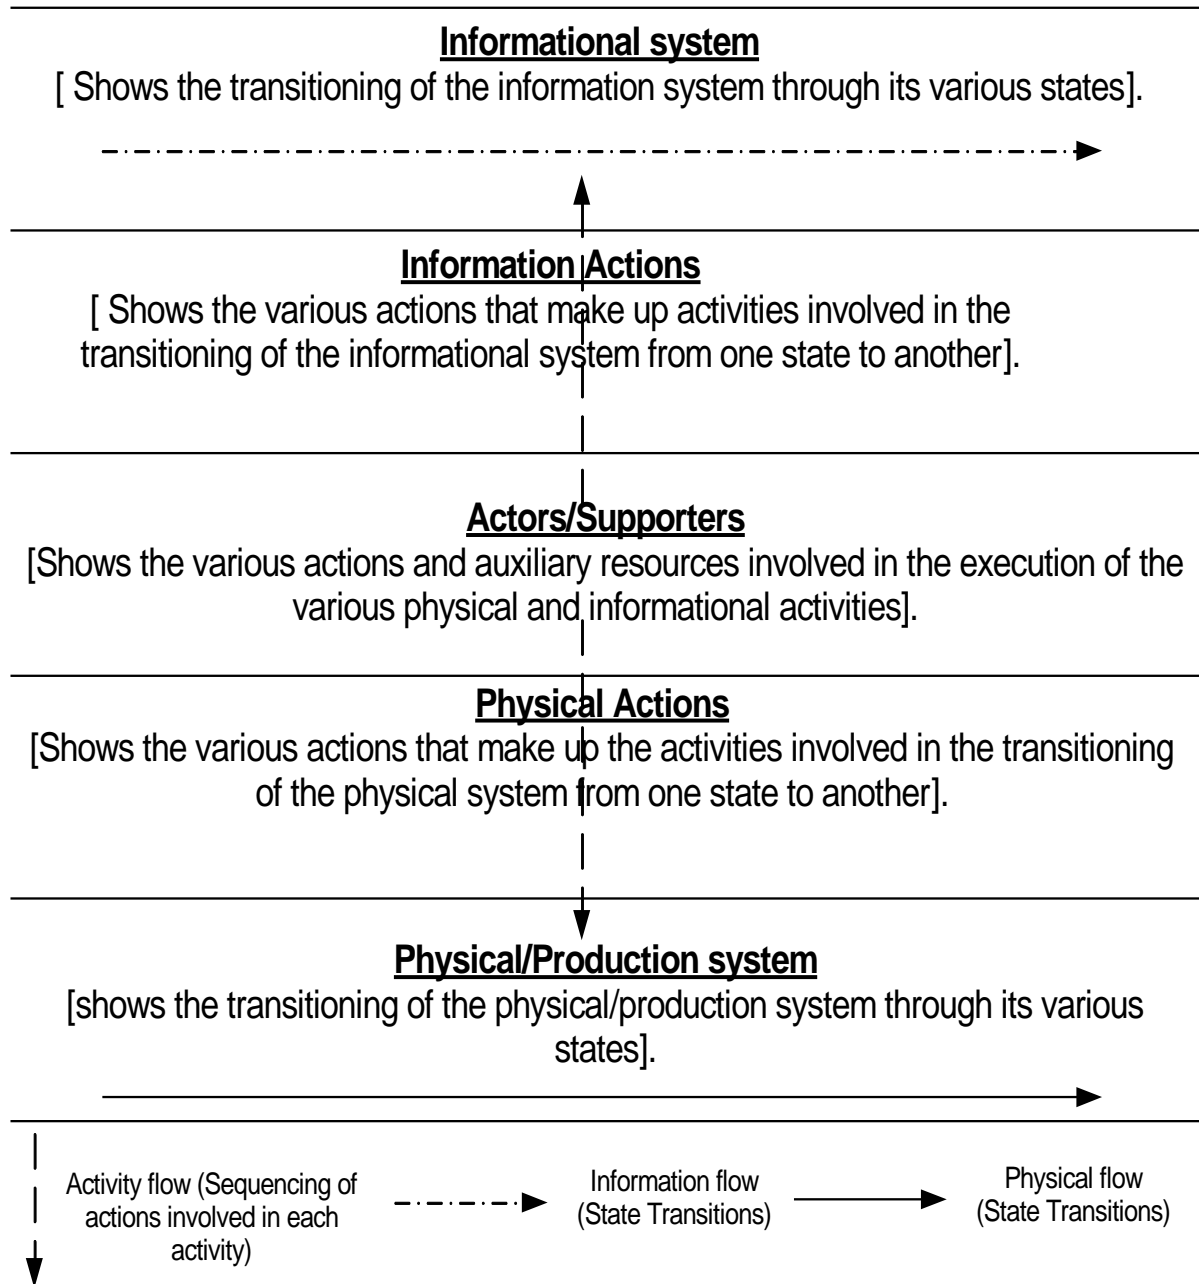 Informational system
[ Shows the transitioning of the information system through its various states].
Information Actions
[ Shows the various actions that make up activities involved in the
transitioning of the informational system from one state to another].
Actors/Supporters
[Shows the various actions and auxiliary resources involved in the execution of the
various physical and informational activities].
Physical Actions
[Shows the various actions that make up the activities involved in the transitioning
of the physical system from one state to another].
Physical/Production system
[shows the transitioning of the physical/production system through its various
states].
Activity flow (Sequencing of
actions involved in each
activity)
Information flow
(State Transitions)
Physical flow
(State Transitions)